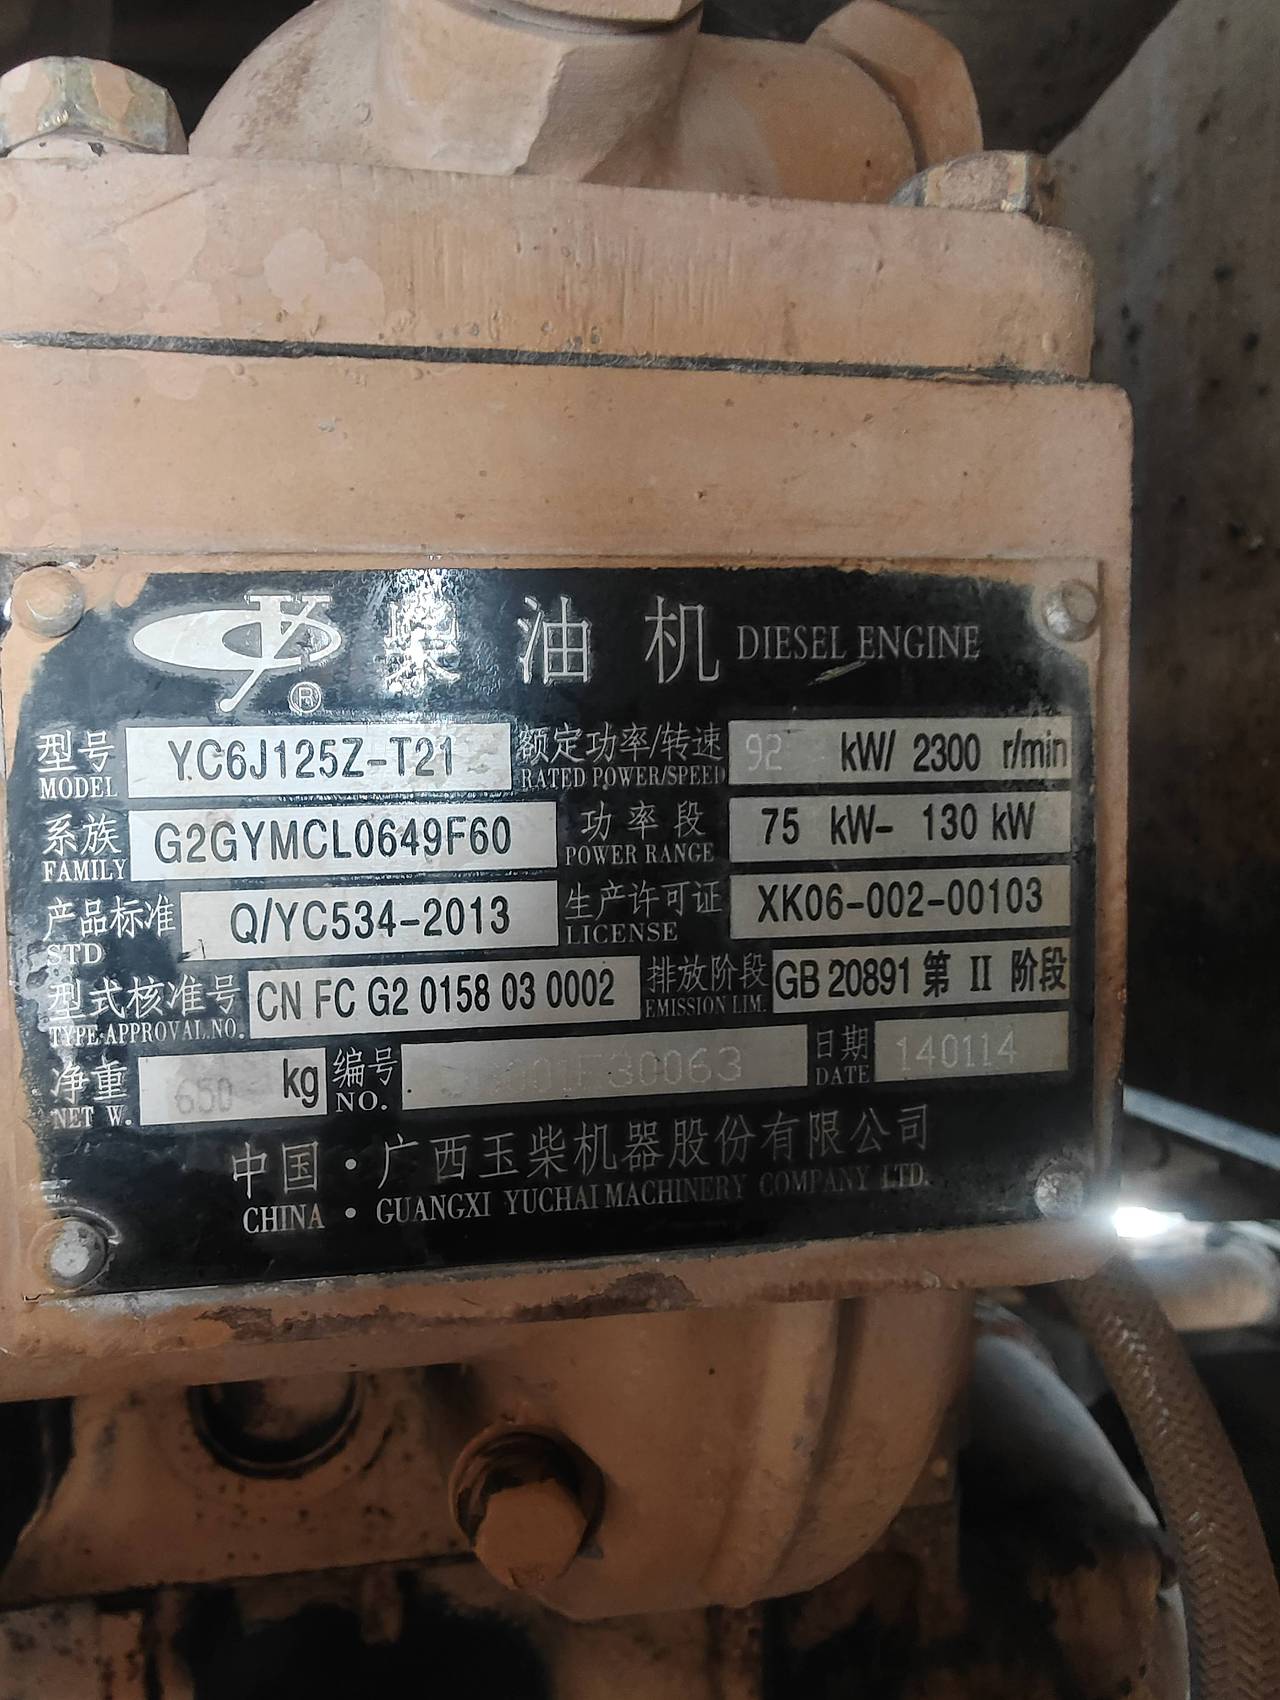 柴油机 DIESEL ENGINE
型号 YC6J125Z-T21 额定功率/转速 92 kW/ 2300 r/min
MODEL RATED POWER/SPEED
系族 G2GYMCL0649F60 功率段 75 kW- 130 kW
FAMILY POWER RANGE
产品标准 Q/YC534-2013 生产许可证 XK06-002-00103
STD LICENSE
型式核准号 CN FC G2 0158 03 0002 排放阶段 GB 20891 第 II 阶段
TYPE APPROVAL NO. EMISSION LIM.
净重 650 kg 编号 日期 140114
NET W. NO. DATE
中国·广西玉柴机器股份有限公司
CHINA · GUANGXI YUCHAI MACHINERY COMPANY LTD.